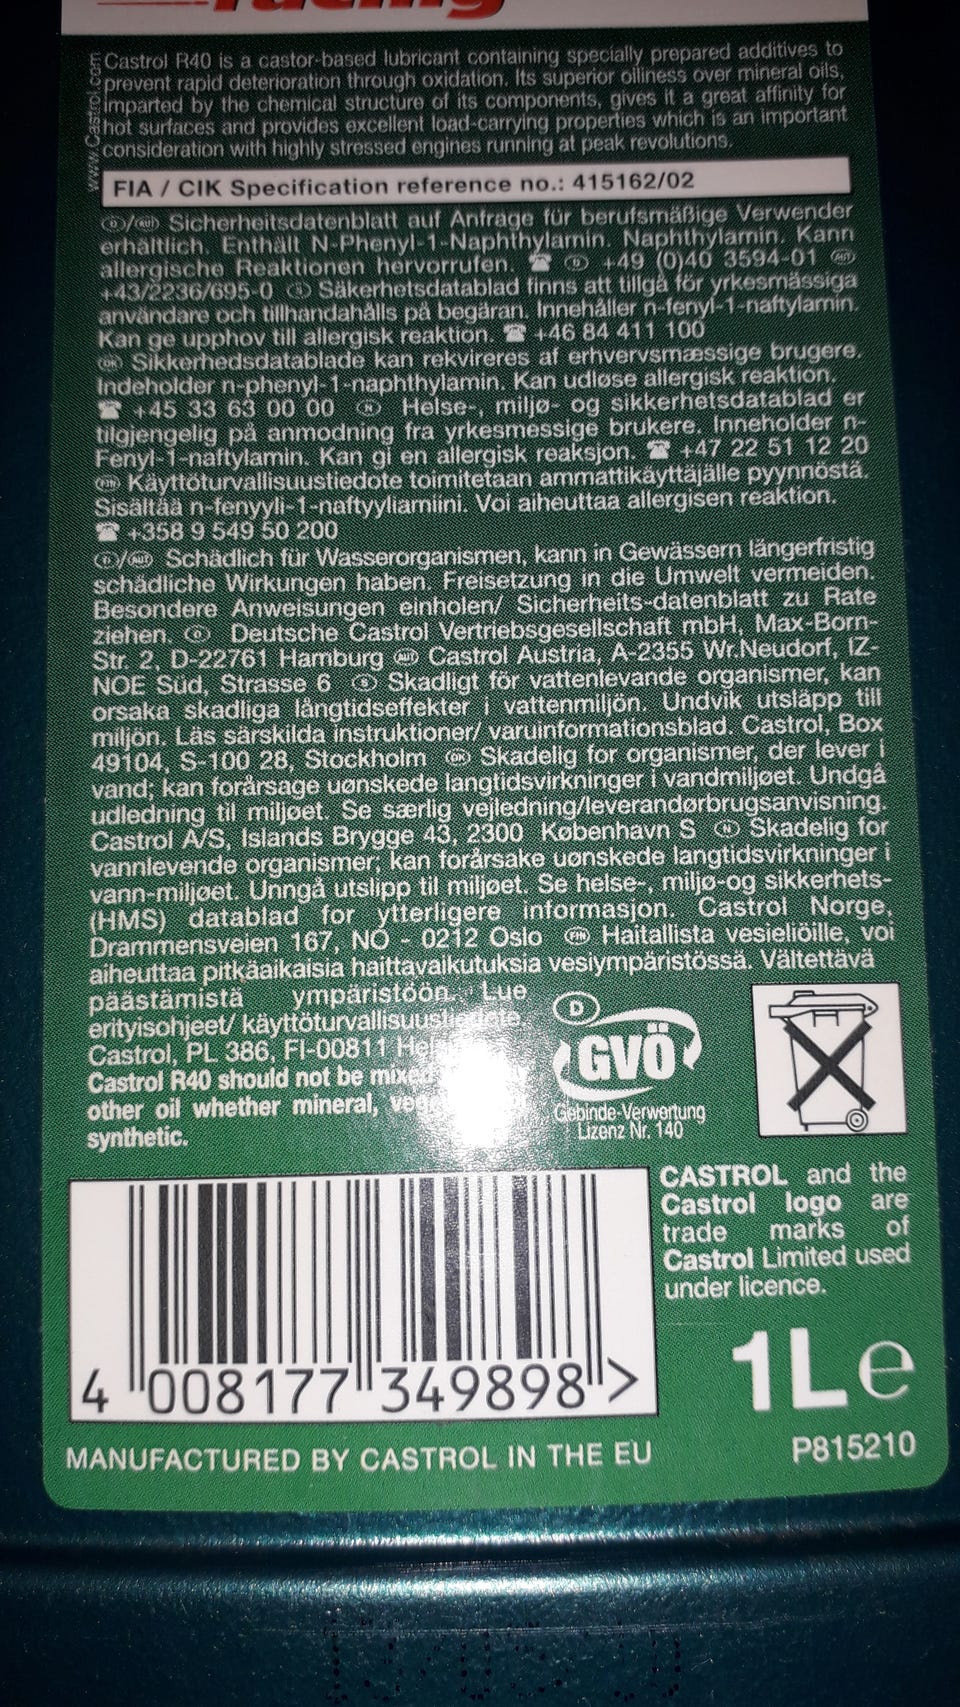 racing
www.Castrol.com
Castrol R40 is a castor-based lubricant containing specially prepared additives to
prevent rapid deterioration through oxidation. Its superior oiliness over mineral oils,
imparted by the chemical structure of its components, gives it a great affinity for
hot surfaces and provides excellent load-carrying properties which is an important
consideration with highly stressed engines running at peak revolutions.
FIA / CIK Specification reference no.: 415162/02
D/AUT Sicherheitsdatenblatt auf Anfrage für berufsmäßige Verwender
erhältlich. Enthält N-Phenyl-1-Naphthylamin. Naphthylamin. Kann
allergische Reaktionen hervorrufen. ☎ D +49 (0)40 3594-01 AUT
+43/2236/695-0 S Säkerhetsdatablad finns att tillgå för yrkesmässiga
användare och tillhandahålls på begäran. Innehåller n-fenyl-1-naftylamin.
Kan ge upphov till allergisk reaktion. ☎ +46 84 411 100
DK Sikkerhedsdatablade kan rekvireres af erhvervsmæssige brugere.
Indeholder n-phenyl-1-naphthylamin. Kan udløse allergisk reaktion.
☎ +45 33 63 00 00 N Helse-, miljø- og sikkerhetsdatablad er
tilgjengelig på anmodning fra yrkesmessige brukere. Inneholder n-
Fenyl-1-naftylamin. Kan gi en allergisk reaksjon. ☎ +47 22 51 12 20
FIN Käyttöturvallisuustiedote toimitetaan ammattikäyttäjälle pyynnöstä.
Sisältää n-fenyyli-1-naftyyliamiini. Voi aiheuttaa allergisen reaktion.
☎ +358 9 549 50 200
D/AUT Schädlich für Wasserorganismen, kann in Gewässern längerfristig
schädliche Wirkungen haben. Freisetzung in die Umwelt vermeiden.
Besondere Anweisungen einholen/ Sicherheits-datenblatt zu Rate
ziehen. D Deutsche Castrol Vertriebsgesellschaft mbH, Max-Born-
Str. 2, D-22761 Hamburg AUT Castrol Austria, A-2355 Wr.Neudorf, IZ-
NOE Süd, Strasse 6 S Skadligt för vattenlevande organismer, kan
orsaka skadliga långtidseffekter i vattenmiljön. Undvik utsläpp till
miljön. Läs särskilda instruktioner/ varuinformationsblad. Castrol, Box
49104, S-100 28, Stockholm DK Skadelig for organismer, der lever i
vand; kan forårsage uønskede langtidsvirkninger i vandmiljøet. Undgå
udledning til miljøet. Se særlig vejledning/leverandørbrugsanvisning.
Castrol A/S, Islands Brygge 43, 2300 København S N Skadelig for
vannlevende organismer; kan forårsake uønskede langtidsvirkninger i
vann-miljøet. Unngå utslipp til miljøet. Se helse-, miljø-og sikkerhets-
(HMS) datablad for ytterligere informasjon. Castrol Norge,
Drammensveien 167, NO - 0212 Oslo FIN Haitallista vesieliöille, voi
aiheuttaa pitkäaikaisia haittavaikutuksia vesiympäristössä. Vältettävä
päästämistä ympäristöön. Lue
erityisohjeet/ käyttöturvallisuustiedote.
Castrol, PL 386, FI-00811
Castrol R40 should not be mixed
other oil whether mineral,
synthetic.
D
GVÖ
Gebinde-Verwertung
Lizenz Nr. 140
CASTROL and the
Castrol logo are
trade marks of
Castrol Limited used
under licence.
4 008177 349898 >
1L e
MANUFACTURED BY CASTROL IN THE EU
P815210